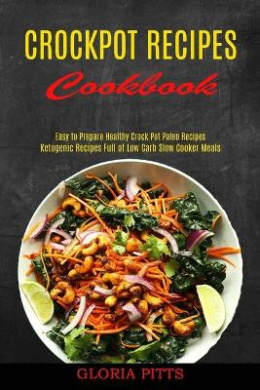 CROCKPOT RECIPES
Cookbook
Easy to Prepare Healthy Crock Pot Paleo Recipes
Ketogenic Recipes Full of Low Carb Slow Cooker Meals
GLORIA PITTS